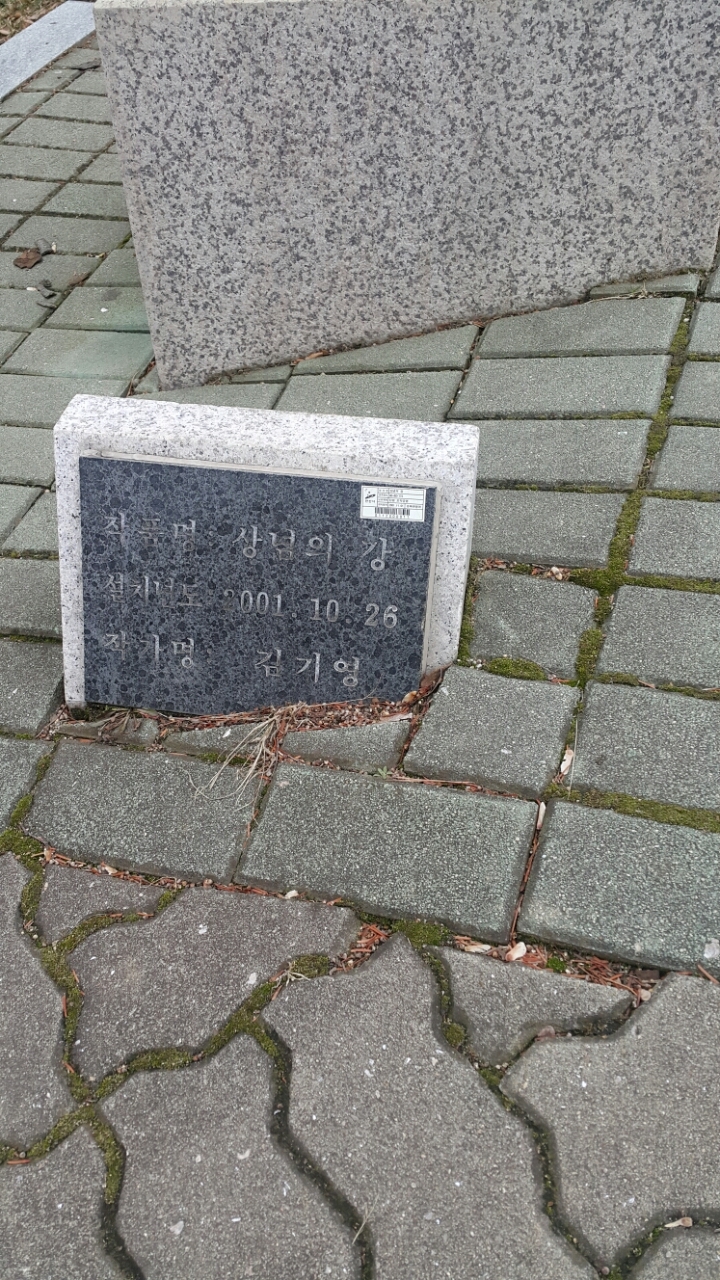 작품명 상념의 강
설치년도 2001. 10. 26
작가명 김기영